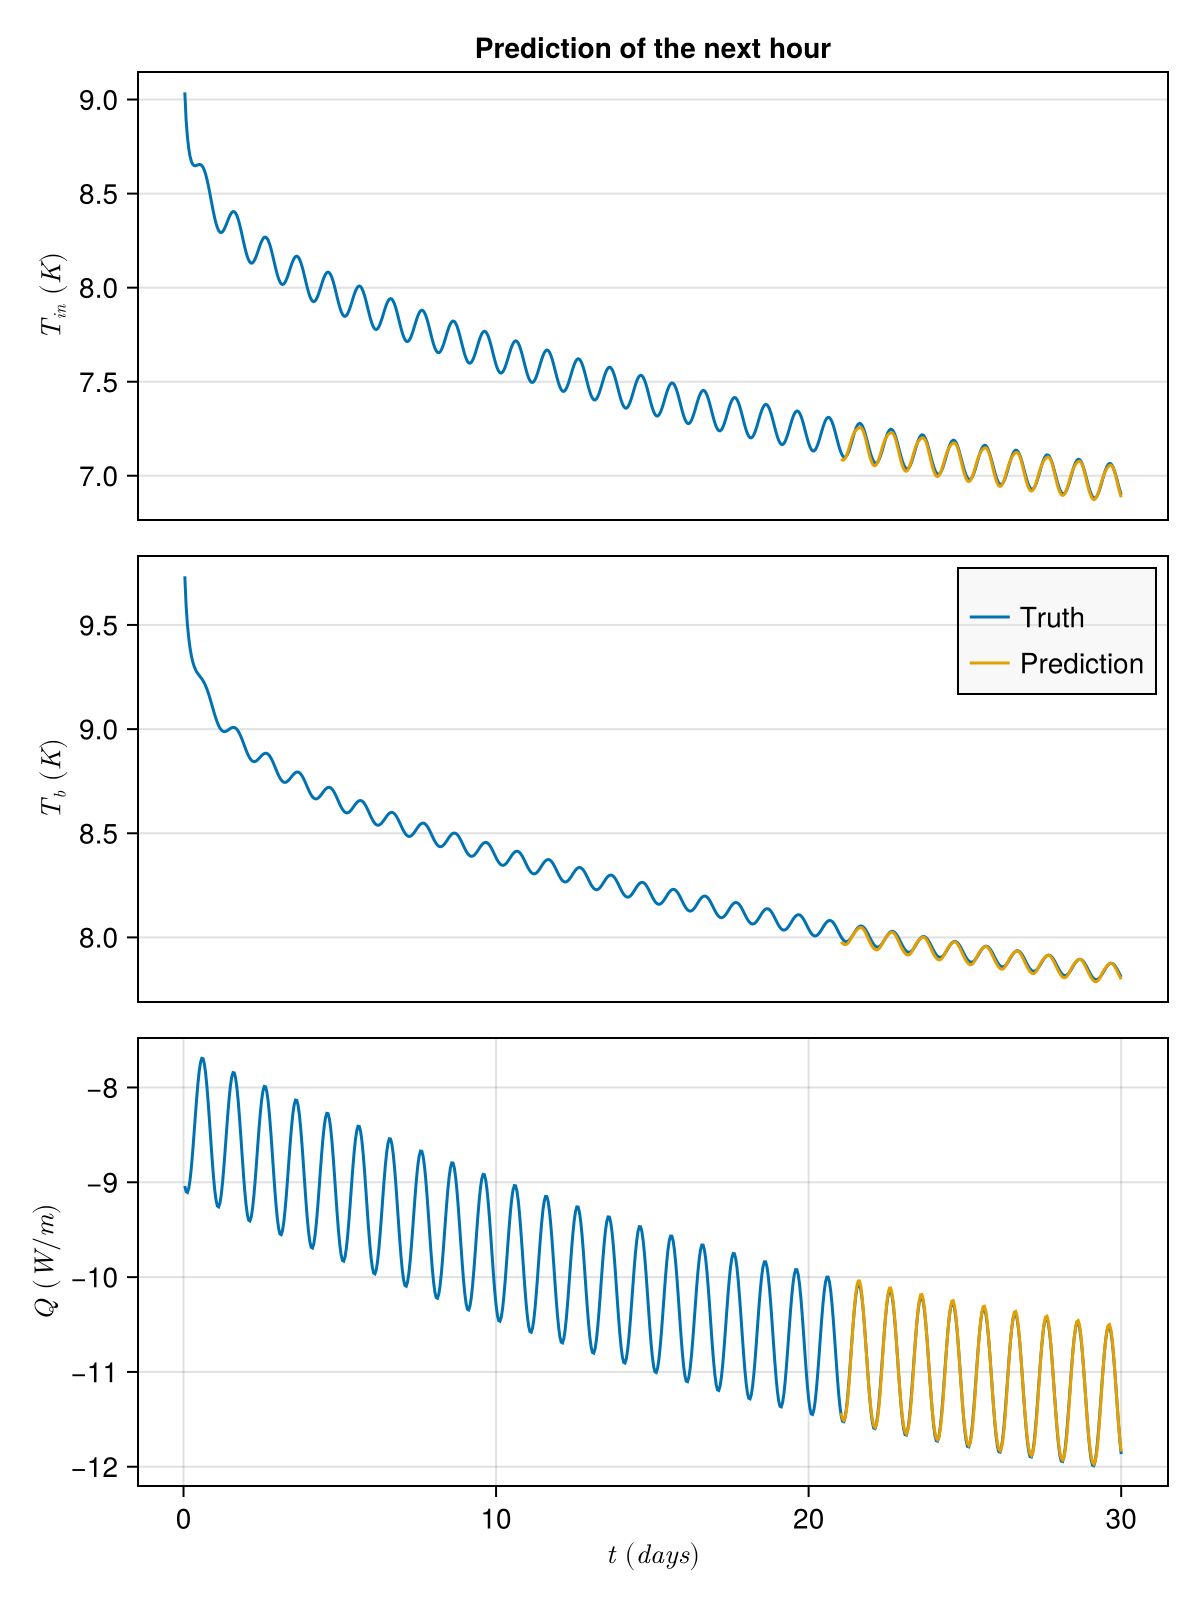 Prediction of the next hour
9.0
8.5
8.0
7.5
7.0
T_in (K)
9.5
9.0
8.5
8.0
T_b (K)
Truth
Prediction
−8
−9
−10
−11
−12
Q (W/m)
0 10 20 30
t (days)